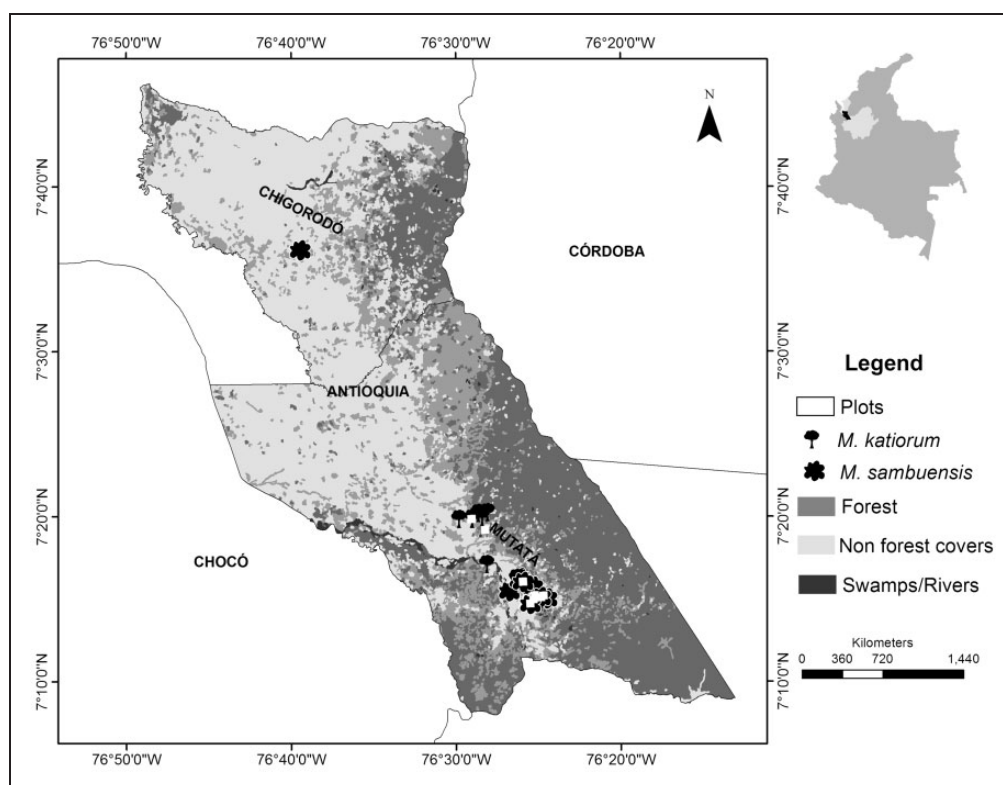 76°50'0"W 76°40'0"W 76°30'0"W 76°20'0"W
7°40'0"N
7°30'0"N
7°20'0"N
7°10'0"N
N
CHIGORODÓ
CÓRDOBA
ANTIOQUIA
MUTATÁ
CHOCÓ
7°40'0"N
7°30'0"N
7°20'0"N
7°10'0"N
76°50'0"W 76°40'0"W 76°30'0"W 76°20'0"W
Legend
Plots
M. katiorum
M. sambuensis
Forest
Non forest covers
Swamps/Rivers
Kilometers
0 360 720 1,440